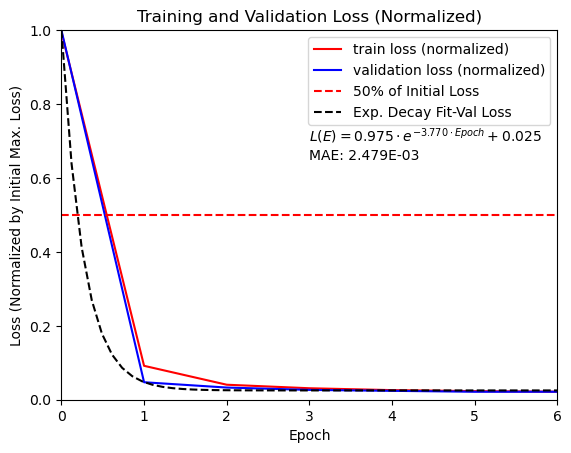 Training and Validation Loss (Normalized)
train loss (normalized)
validation loss (normalized)
50% of Initial Loss
Exp. Decay Fit-Val Loss
L(E) = 0.975 · e^{-3.770 · Epoch} + 0.025
MAE: 2.479E-03
Loss (Normalized by Initial Max. Loss)
1.0
0.8
0.6
0.4
0.2
0.0
0 1 2 3 4 5 6
Epoch